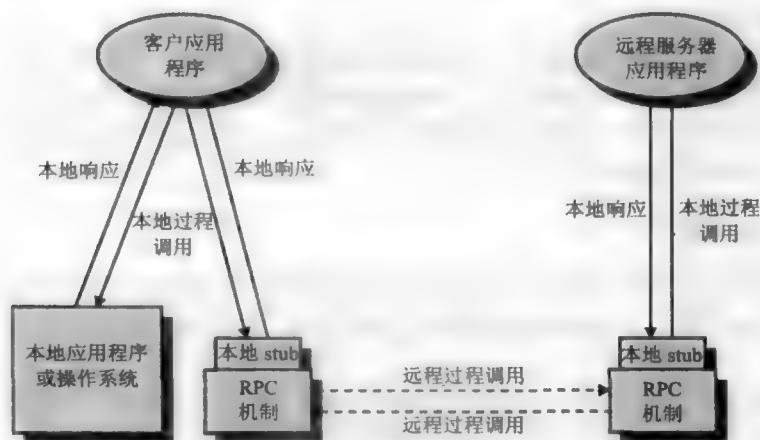 客户应用
程序
远程服务器
应用程序
本地响应
本地响应
本地过程
调用
本地响应
本地过程
调用
本地应用程序
或操作系统
本地 stub
RPC
机制
远程过程调用
远程过程调用
本地 stub
RPC
机制